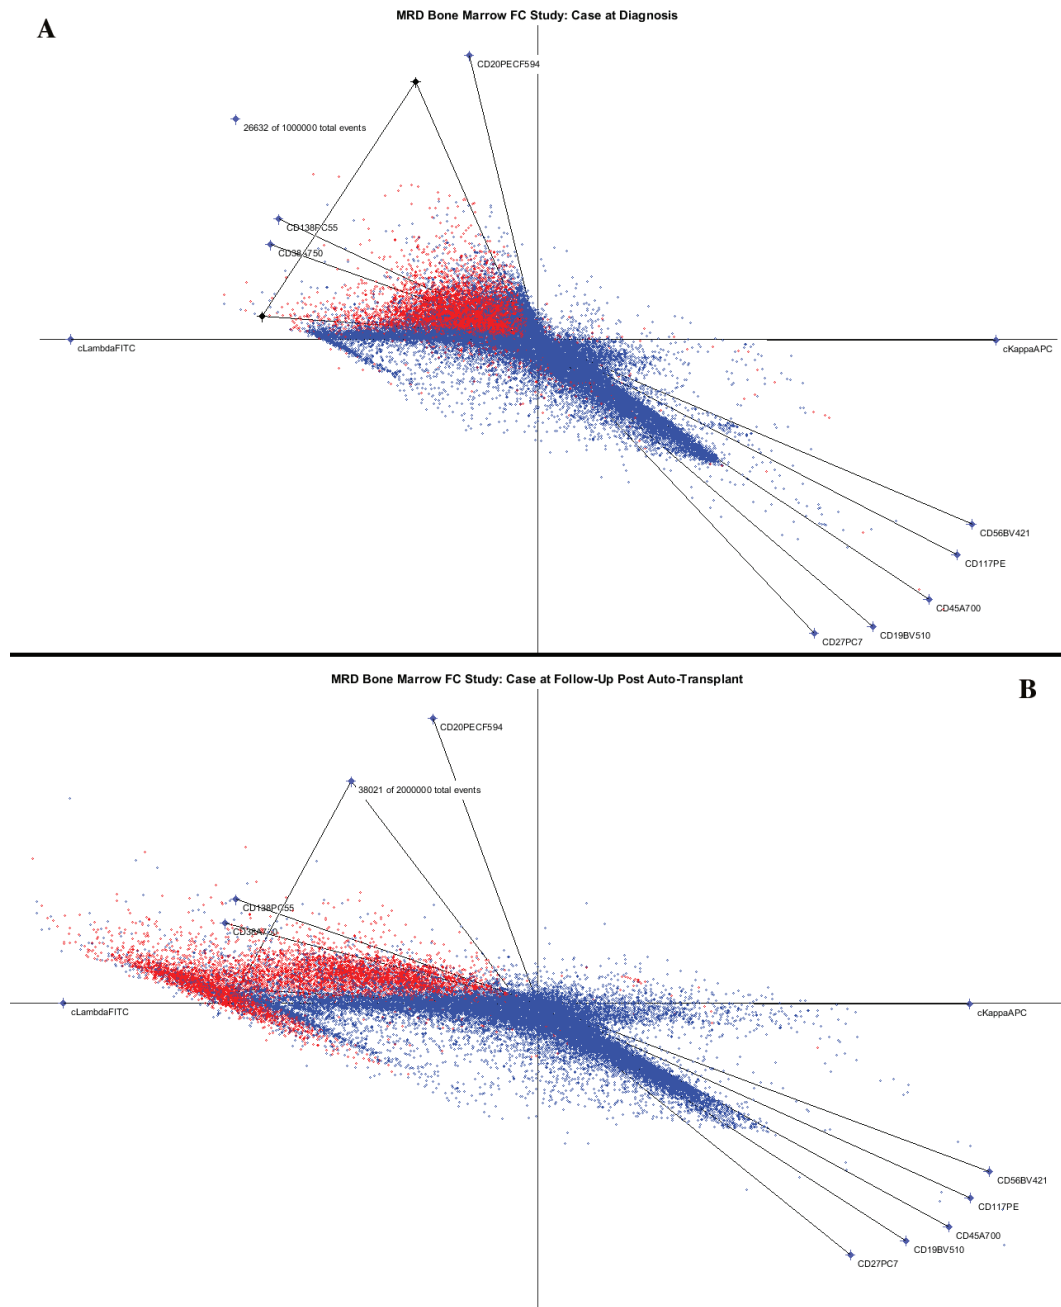 MRD Bone Marrow FC Study: Case at Diagnosis
A
CD20PECF594
26632 of 1000000 total events
CD138PC55
CD38A750
cLambdaFITC
cKappaAPC
CD56BV421
CD117PE
CD45A700
CD19BV510
CD27PC7
MRD Bone Marrow FC Study: Case at Follow-Up Post Auto-Transplant
B
CD20PECF594
38021 of 2000000 total events
CD138PC55
CD38A750
cLambdaFITC
cKappaAPC
CD56BV421
CD117PE
CD45A700
CD19BV510
CD27PC7